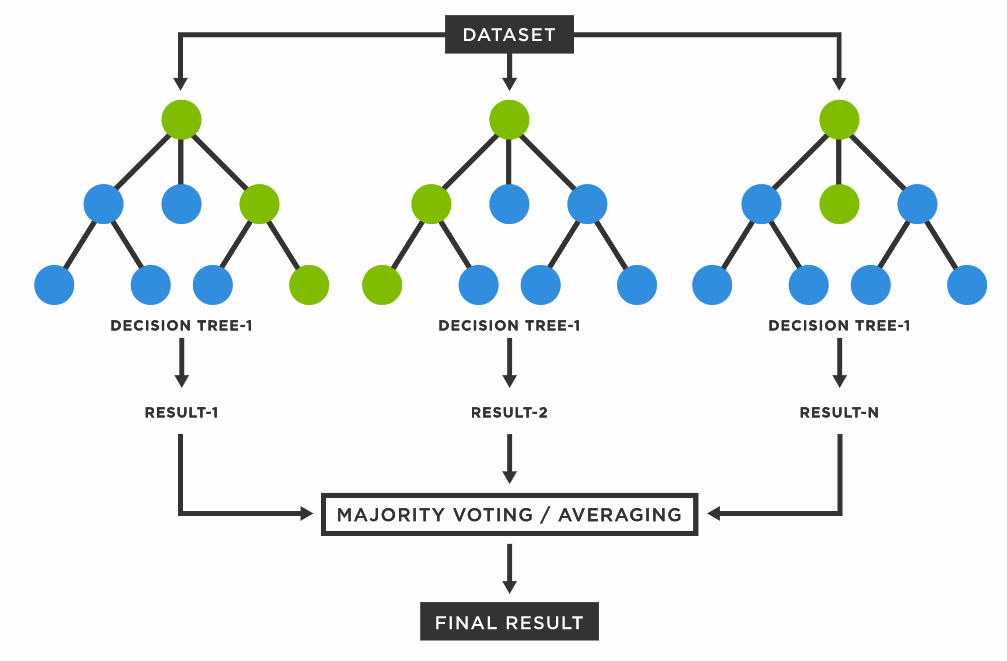 DATASET
DECISION TREE-1
DECISION TREE-1
DECISION TREE-1
RESULT-1
RESULT-2
RESULT-N
MAJORITY VOTING / AVERAGING
FINAL RESULT